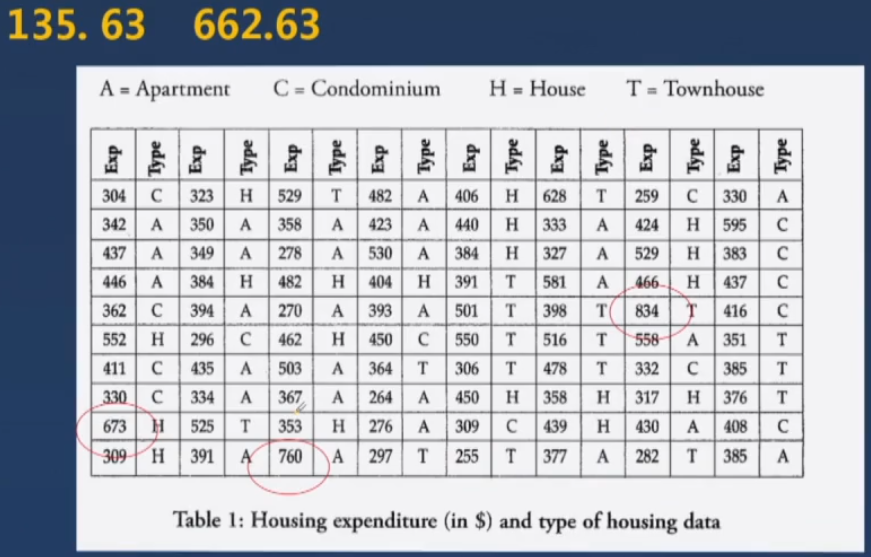 135. 63 662.63
A = Apartment C = Condominium H = House T = Townhouse
Exp Type Exp Type Exp Type Exp Type Exp Type Exp Type Exp Type Exp Type
304 C 323 H 529 T 482 A 406 H 628 T 259 C 330 A
342 A 350 A 358 A 423 A 440 H 333 A 424 H 595 C
437 A 349 A 278 A 530 A 384 H 327 A 529 H 383 C
446 A 384 H 482 H 404 H 391 T 581 A 466 H 437 C
362 C 394 A 270 A 393 A 501 T 398 T 834 T 416 C
552 H 296 C 462 H 450 C 550 T 516 T 558 A 351 T
411 C 435 A 503 A 364 T 306 T 478 T 332 C 385 T
330 C 334 A 367 A 264 A 450 H 358 H 317 H 376 T
673 H 525 T 353 H 276 A 309 C 439 H 430 A 408 C
309 H 391 A 760 A 297 T 255 T 377 A 282 T 385 A
Table 1: Housing expenditure (in $) and type of housing data